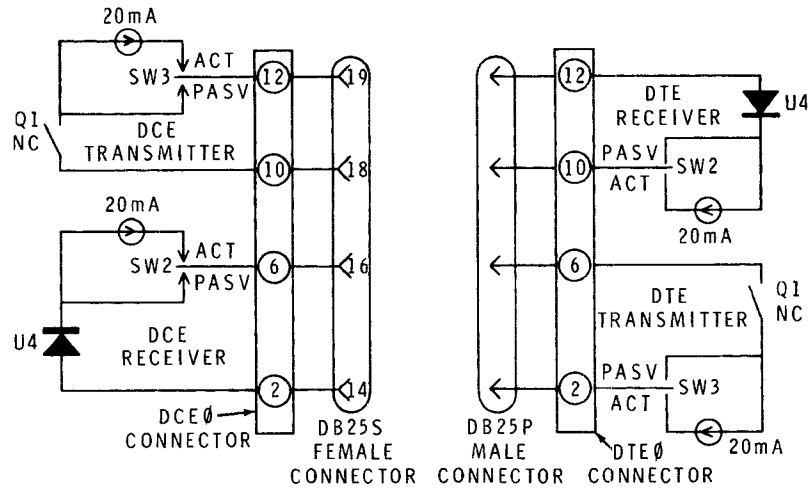 20mA
ACT
SW3
12
19
PASV
Q1
NC
DCE
TRANSMITTER
10
18
20mA
ACT
SW2
6
16
PASV
U4
DCE
RECEIVER
2
14
DCEØ
CONNECTOR
DB25S
FEMALE
CONNECTOR
12
DTE
RECEIVER
U4
PASV
10
SW2
ACT
20mA
6
Q1
NC
DTE
TRANSMITTER
PASV
2
SW3
ACT
20mA
DB25P
MALE
CONNECTOR
DTEØ
CONNECTOR